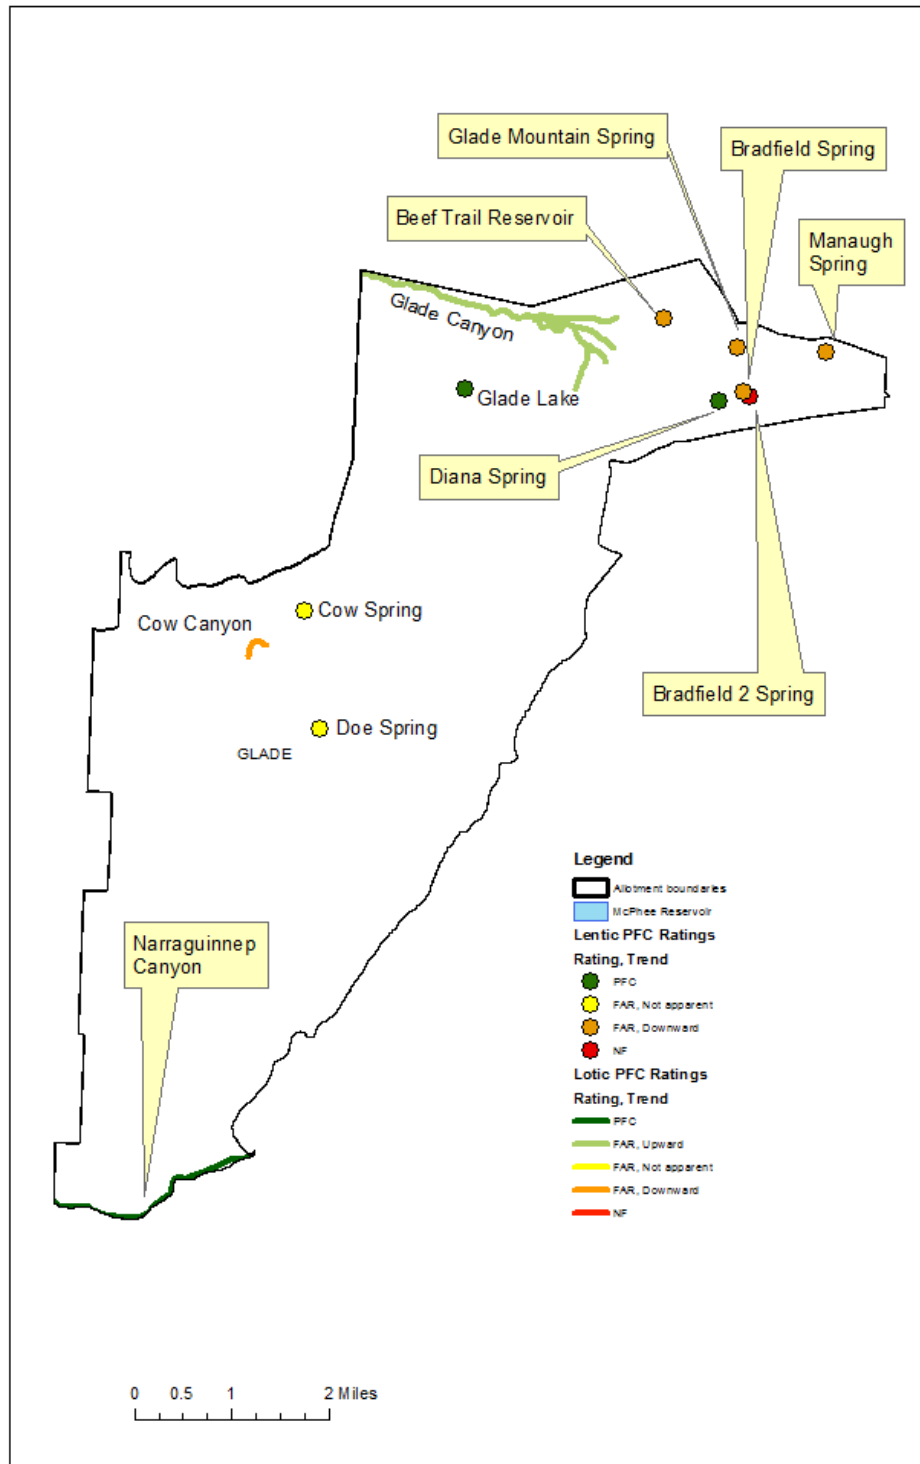 Glade Mountain Spring
Bradfield Spring
Beef Trail Reservoir
Manaugh
Spring
Glade Canyon
Glade Lake
Diana Spring
Cow Spring
Cow Canyon
Bradfield 2 Spring
Doe Spring
GLADE
Legend
Allotment boundaries
McPhee Reservoir
Lentic PFC Ratings
Rating, Trend
PFC
FAR, Not apparent
FAR, Downward
NF
Lotic PFC Ratings
Rating, Trend
PFC
FAR, Upward
FAR, Not apparent
FAR, Downward
NF
Narraguinnep
Canyon
0 0.5 1 2 Miles